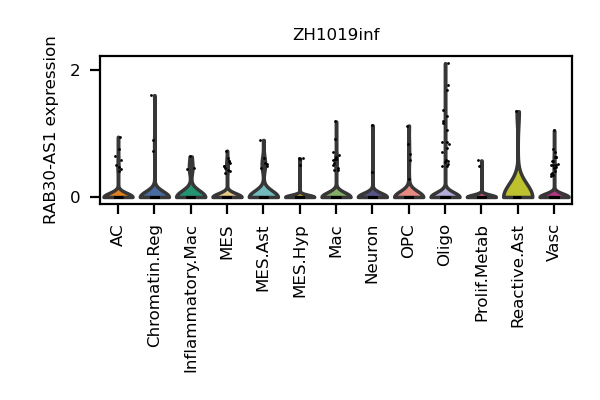 ZH1019inf
RAB30-AS1 expression
2
0
AC
Chromatin.Reg
Inflammatory.Mac
MES
MES.Ast
MES.Hyp
Mac
Neuron
OPC
Oligo
Prolif.Metab
Reactive.Ast
Vasc